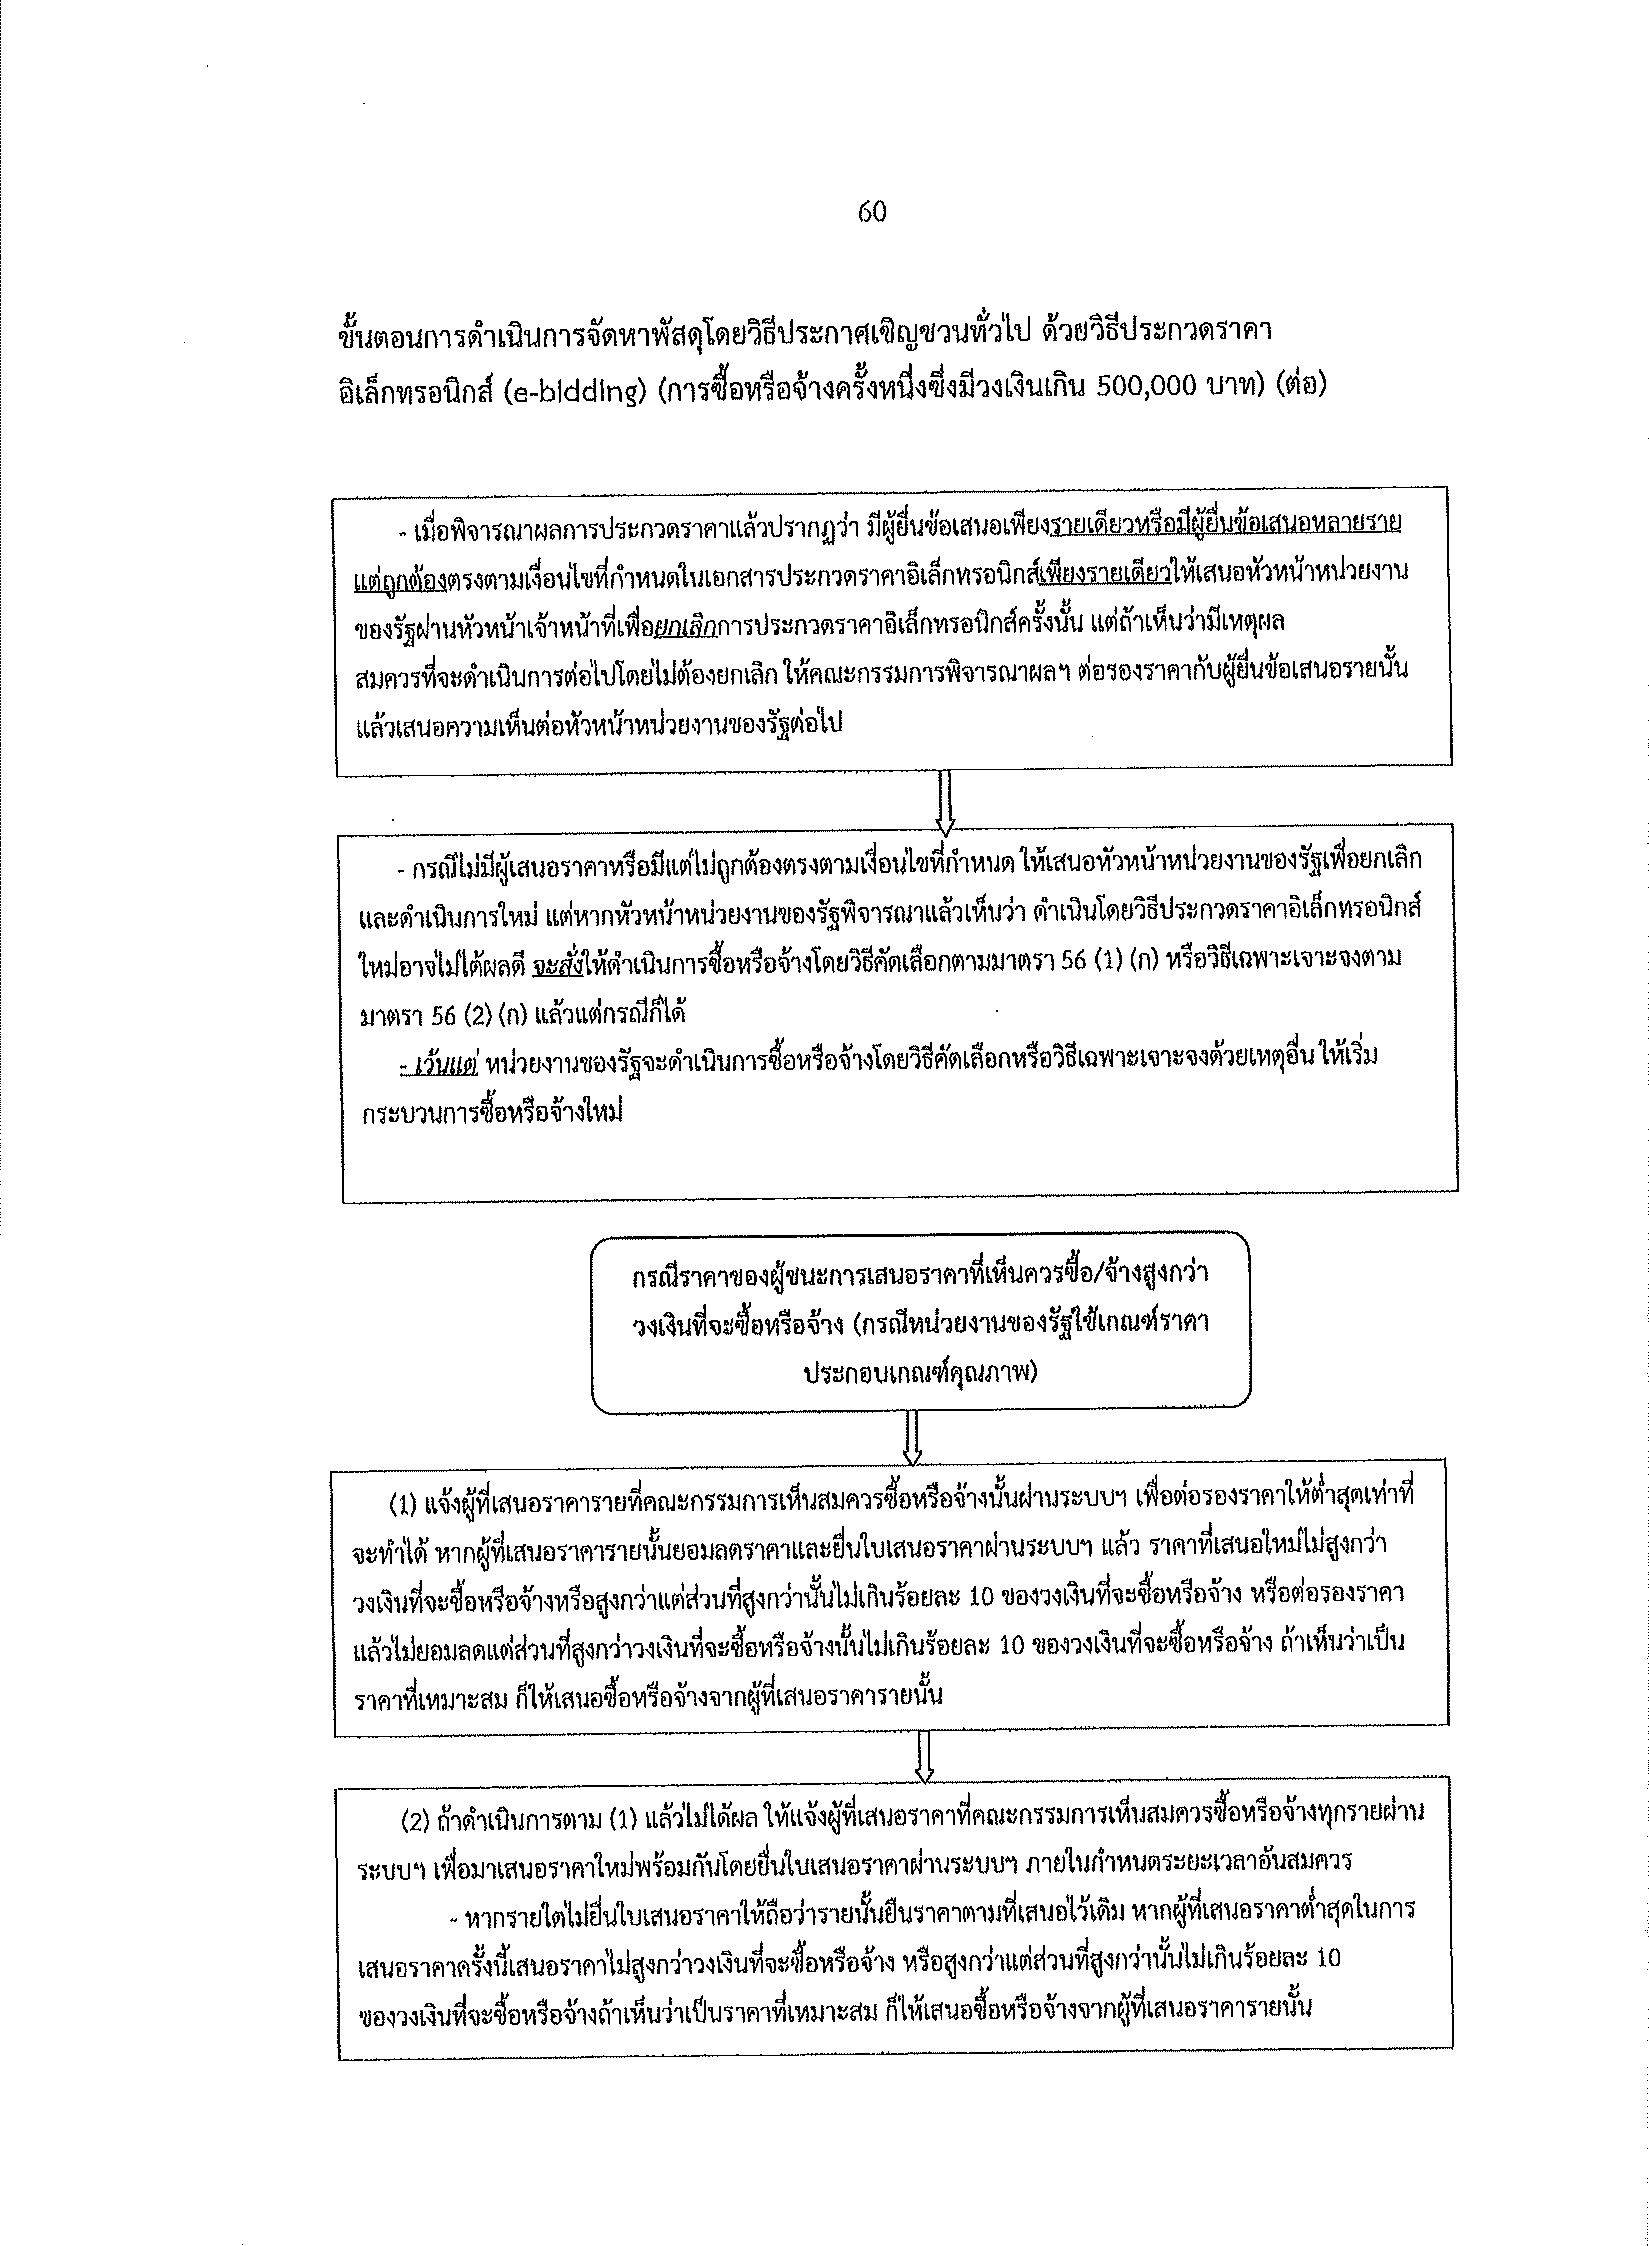 60
ขั้นตอนการดำเนินการจัดหาพัสดุโดยวิธีประกาศเชิญชวนทั่วไป ด้วยวิธีประกวดราคา
อิเล็กทรอนิกส์ (e-bidding) (การซื้อหรือจ้างครั้งหนึ่งซึ่งมีวงเงินเกิน 500,000 บาท) (ต่อ)
- เมื่อพิจารณาผลการประกวดราคาแล้วปรากฏว่า มีผู้ยื่นข้อเสนอเพียงรายเดียวหรือมีผู้ยื่นข้อเสนอหลายราย
แต่ถูกต้องตรงตามเงื่อนไขที่กำหนดในเอกสารประกวดราคาอิเล็กทรอนิกส์เพียงรายเดียวให้เสนอหัวหน้าหน่วยงาน
ของรัฐผ่านหัวหน้าเจ้าหน้าที่เพื่อยกเลิกการประกวดราคาอิเล็กทรอนิกส์ครั้งนั้น แต่ถ้าเห็นว่ามีเหตุผล
สมควรที่จะดำเนินการต่อไปโดยไม่ต้องยกเลิก ให้คณะกรรมการพิจารณาผลฯ ต่อรองราคากับผู้ยื่นข้อเสนอรายนั้น
แล้วเสนอความเห็นต่อหัวหน้าหน่วยงานของรัฐต่อไป
- กรณีไม่มีผู้เสนอราคาหรือมีแต่ไม่ถูกต้องตรงตามเงื่อนไขที่กำหนด ให้เสนอหัวหน้าหน่วยงานของรัฐเพื่อยกเลิก
และดำเนินการใหม่ แต่หากหัวหน้าหน่วยงานของรัฐพิจารณาแล้วเห็นว่า ดำเนินโดยวิธีประกวดราคาอิเล็กทรอนิกส์
ใหม่อาจไม่ได้ผลดี จะสั่งให้ดำเนินการซื้อหรือจ้างโดยวิธีคัดเลือกตามมาตรา 56 (1) (ก) หรือวิธีเฉพาะเจาะจงตาม
มาตรา 56 (2) (ก) แล้วแต่กรณีก็ได้
- เว้นแต่ หน่วยงานของรัฐจะดำเนินการซื้อหรือจ้างโดยวิธีคัดเลือกหรือวิธีเฉพาะเจาะจงด้วยเหตุอื่น ให้เริ่ม
กระบวนการซื้อหรือจ้างใหม่
กรณีราคาของผู้ชนะการเสนอราคาที่เห็นควรซื้อ/จ้างสูงกว่า
วงเงินที่จะซื้อหรือจ้าง (กรณีหน่วยงานของรัฐใช้เกณฑ์ราคา
ประกอบเกณฑ์คุณภาพ)
(1) แจ้งผู้ที่เสนอราคารายที่คณะกรรมการเห็นสมควรซื้อหรือจ้างนั้นผ่านระบบฯ เพื่อต่อรองราคาให้ต่ำสุดเท่าที่
จะทำได้ หากผู้ที่เสนอราคารายนั้นยอมลดราคาและยื่นใบเสนอราคาผ่านระบบฯ แล้ว ราคาที่เสนอใหม่ไม่สูงกว่า
วงเงินที่จะซื้อหรือจ้างหรือสูงกว่าแต่ส่วนที่สูงกว่านั้นไม่เกินร้อยละ 10 ของวงเงินที่จะซื้อหรือจ้าง หรือต่อรองราคา
แล้วไม่ยอมลดแต่ส่วนที่สูงกว่าวงเงินที่จะซื้อหรือจ้างนั้นไม่เกินร้อยละ 10 ของวงเงินที่จะซื้อหรือจ้าง ถ้าเห็นว่าเป็น
ราคาที่เหมาะสม ก็ให้เสนอซื้อหรือจ้างจากผู้ที่เสนอราคารายนั้น
(2) ถ้าดำเนินการตาม (1) แล้วไม่ได้ผล ให้แจ้งผู้ที่เสนอราคาที่คณะกรรมการเห็นสมควรซื้อหรือจ้างทุกรายผ่าน
ระบบฯ เพื่อมาเสนอราคาใหม่พร้อมกันโดยยื่นใบเสนอราคาผ่านระบบฯ ภายในกำหนดระยะเวลาอันสมควร
- หากรายใดไม่ยื่นใบเสนอราคาให้ถือว่ารายนั้นยืนราคาตามที่เสนอไว้เดิม หากผู้ที่เสนอราคาต่ำสุดในการ
เสนอราคาครั้งนี้เสนอราคาไม่สูงกว่าวงเงินที่จะซื้อหรือจ้าง หรือสูงกว่าแต่ส่วนที่สูงกว่านั้นไม่เกินร้อยละ 10
ของวงเงินที่จะซื้อหรือจ้างถ้าเห็นว่าเป็นราคาที่เหมาะสม ก็ให้เสนอซื้อหรือจ้างจากผู้ที่เสนอราคารายนั้น